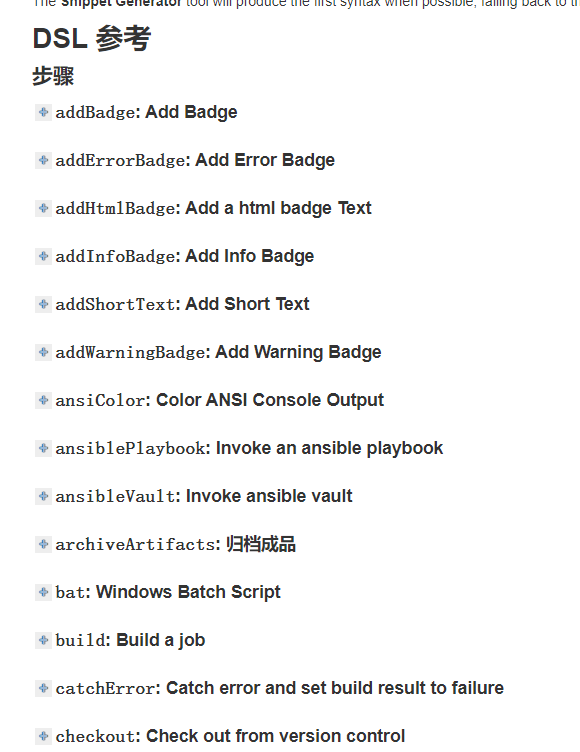 The Snippet Generator tool will produce the first syntax when possible, falling back to
DSL 参考
步骤
addBadge: Add Badge
addErrorBadge: Add Error Badge
addHtmlBadge: Add a html badge Text
addInfoBadge: Add Info Badge
addShortText: Add Short Text
addWarningBadge: Add Warning Badge
ansiColor: Color ANSI Console Output
ansiblePlaybook: Invoke an ansible playbook
ansibleVault: Invoke ansible vault
archiveArtifacts: 归档成品
bat: Windows Batch Script
build: Build a job
catchError: Catch error and set build result to failure
checkout: Check out from version control